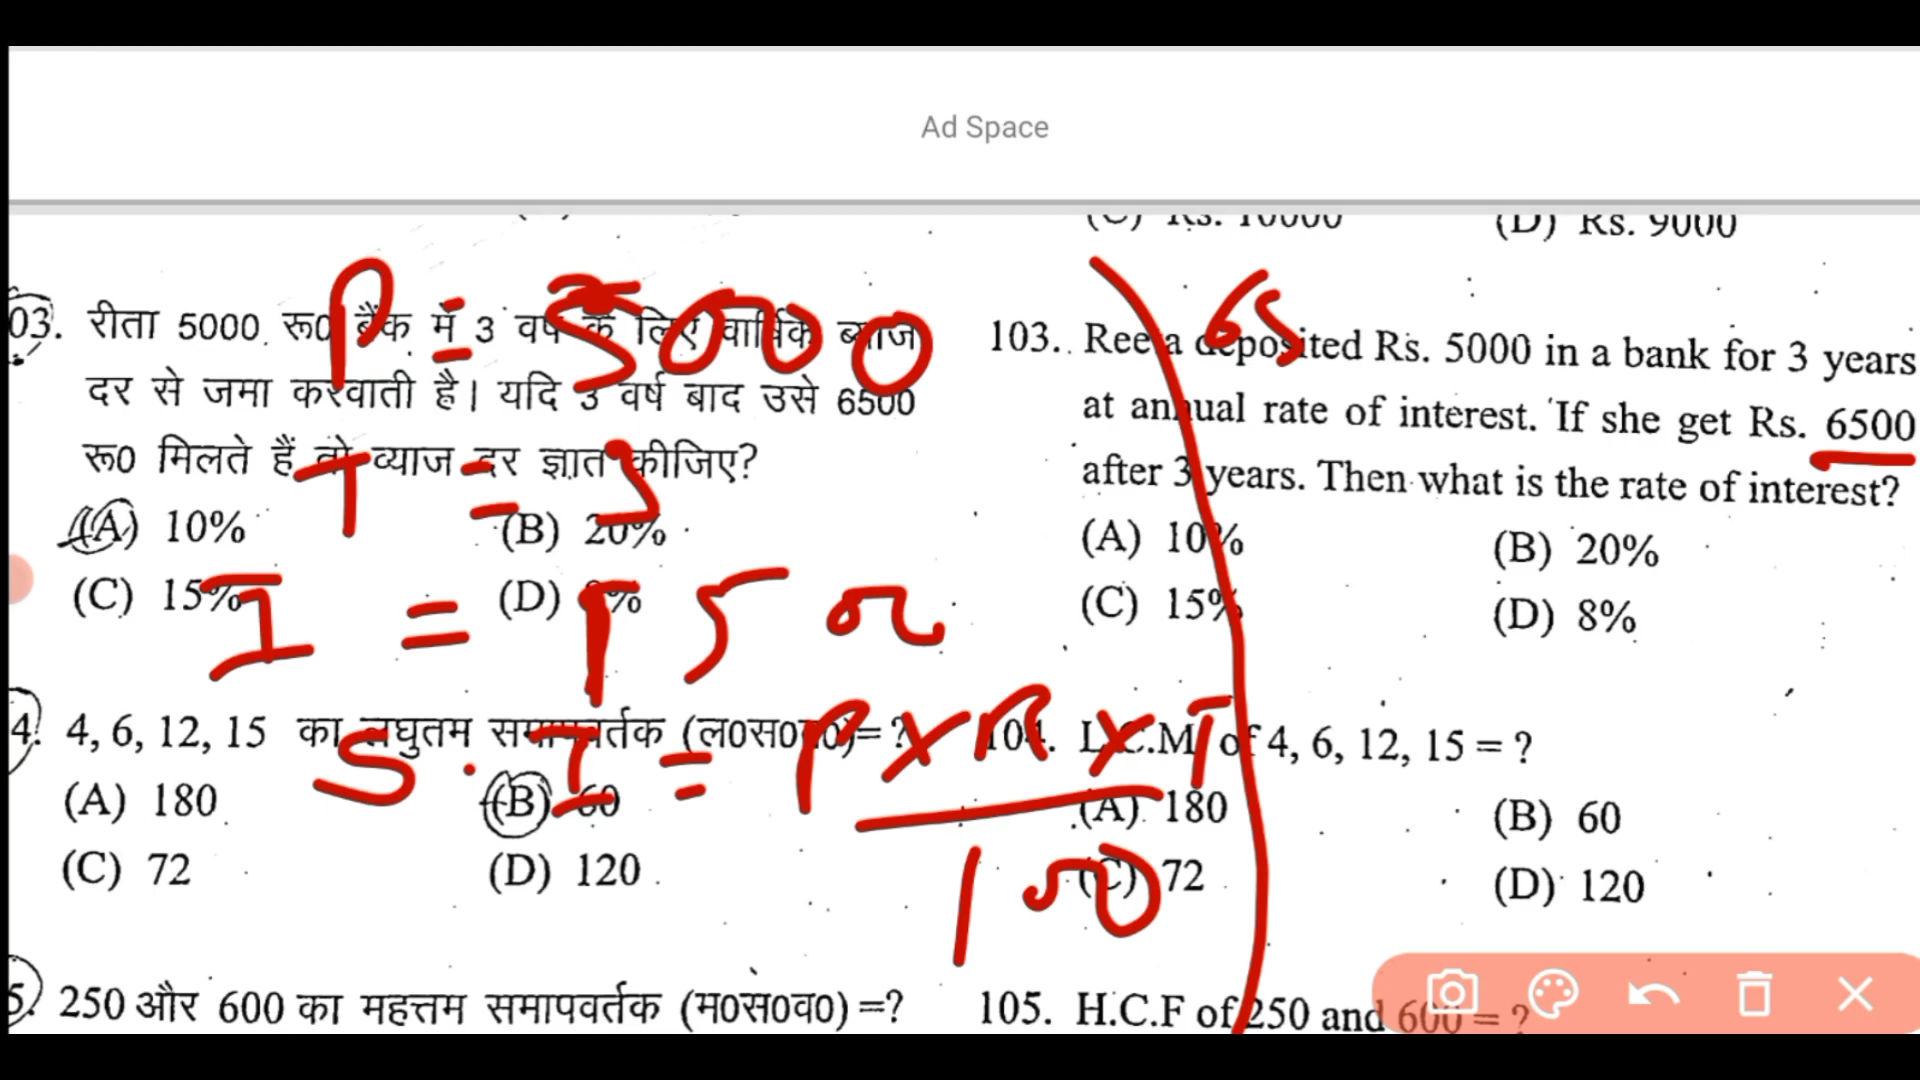 Ad Space
(C) Rs. 10000 (D) Rs. 9000
03. रीता 5000 रू0 बैंक में 3 वर्ष के लिए वार्षिक ब्याज
दर से जमा करवाती है। यदि 3 वर्ष बाद उसे 6500
रू0 मिलते हैं तो व्याज दर ज्ञात कीजिए?
(A) 10% (B) 20%
(C) 15% (D) 8%
P = 5000
T = 3
I = 1500
S.I = P x R x T
100
4. 4, 6, 12, 15 का लघुतम समापवर्तक (ल0स0व0)= ?
(A) 180 (B) 60
(C) 72 (D) 120
5. 250 और 600 का महत्तम समापवर्तक (म0स0व0) =?
65
103. Reeta deposited Rs. 5000 in a bank for 3 years
at annual rate of interest. If she get Rs. 6500
after 3 years. Then what is the rate of interest?
(A) 10% (B) 20%
(C) 15% (D) 8%
104. L.C.M of 4, 6, 12, 15 = ?
(A) 180 (B) 60
(C) 72 (D) 120
105. H.C.F of 250 and 600 = ?